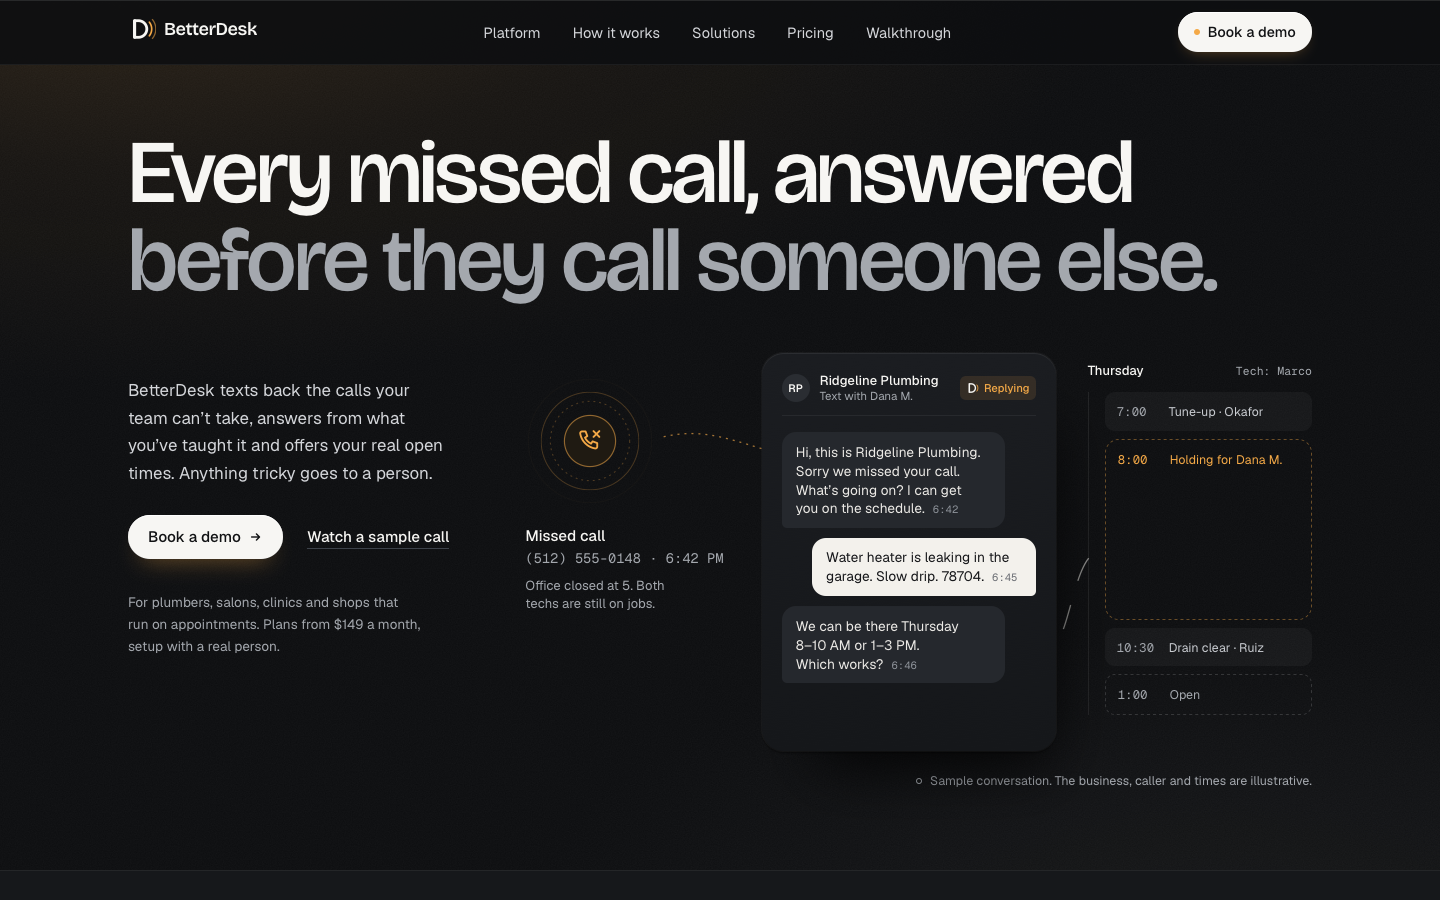 BetterDesk
Platform
How it works
Solutions
Pricing
Walkthrough
Book a demo
Every missed call, answered
before they call someone else.
BetterDesk texts back the calls your
team can’t take, answers from what
you’ve taught it and offers your real open
times. Anything tricky goes to a person.
Book a demo →
Watch a sample call
For plumbers, salons, clinics and shops that
run on appointments. Plans from $149 a month,
setup with a real person.
Missed call
(512) 555-0148 · 6:42 PM
Office closed at 5. Both
techs are still on jobs.
RP
Ridgeline Plumbing
Text with Dana M.
Replying
Hi, this is Ridgeline Plumbing.
Sorry we missed your call.
What’s going on? I can get
you on the schedule. 6:42
Water heater is leaking in the
garage. Slow drip. 78704. 6:45
We can be there Thursday
8–10 AM or 1–3 PM.
Which works? 6:46
Thursday
Tech: Marco
7:00 Tune-up · Okafor
8:00 Holding for Dana M.
10:30 Drain clear · Ruiz
1:00 Open
Sample conversation. The business, caller and times are illustrative.